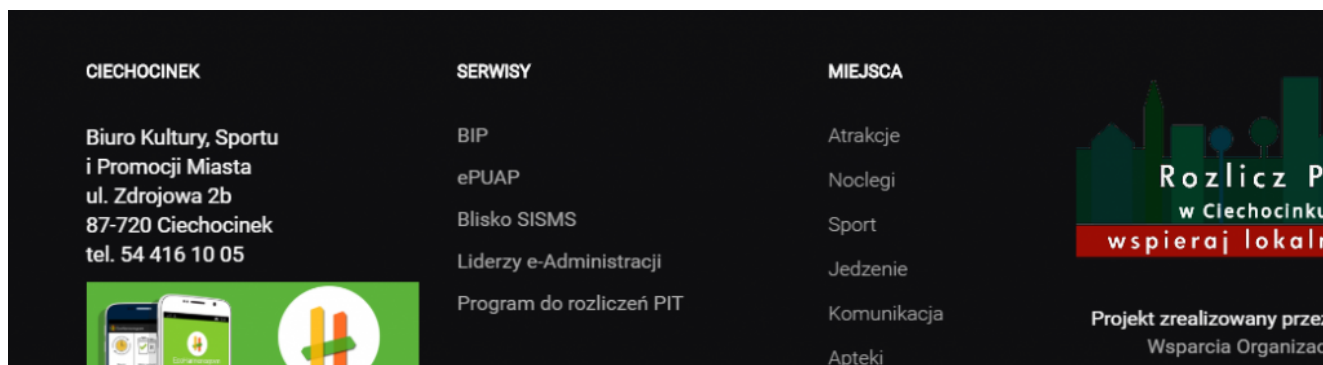 CIECHOCINEK
Biuro Kultury, Sportu
i Promocji Miasta
ul. Zdrojowa 2b
87-720 Ciechocinek
tel. 54 416 10 05
SERWISY
BIP
ePUAP
Blisko SISMS
Liderzy e-Administracji
Program do rozliczeń PIT
MIEJSCA
Atrakcje
Noclegi
Sport
Jedzenie
Komunikacja
Apteki
Rozlicz P
w Ciechocinku
wspieraj lokaln
Projekt zrealizowany przez
Wsparcia Organizac